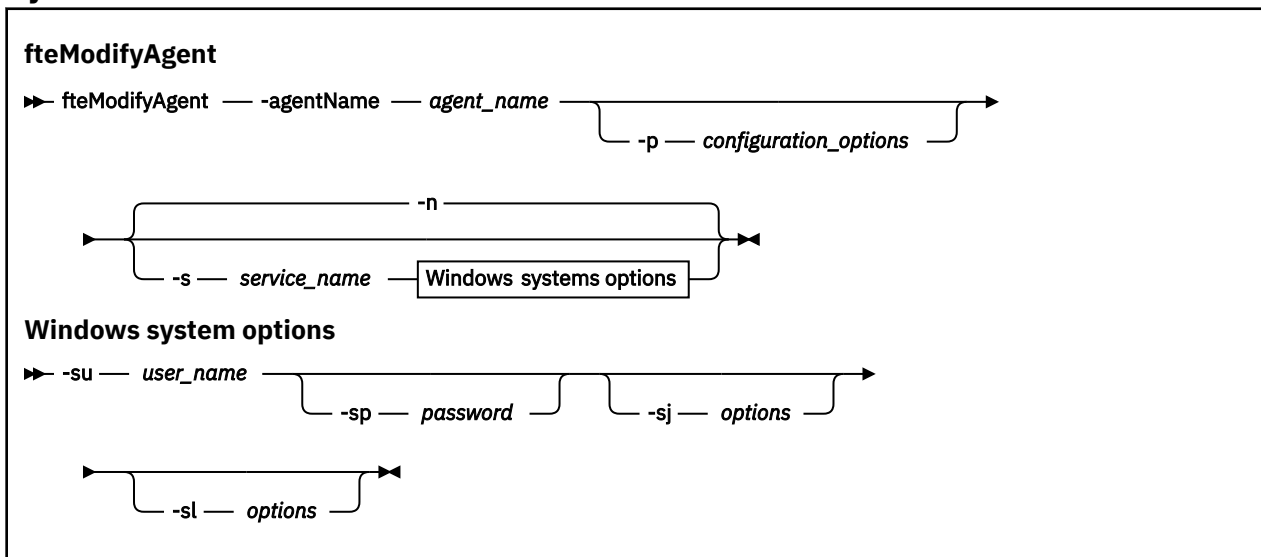 fteModifyAgent
fteModifyAgent -agentName agent_name
-p configuration_options
-n
-s service_name Windows systems options
Windows system options
-su user_name
-sp password -sj options
-sl options